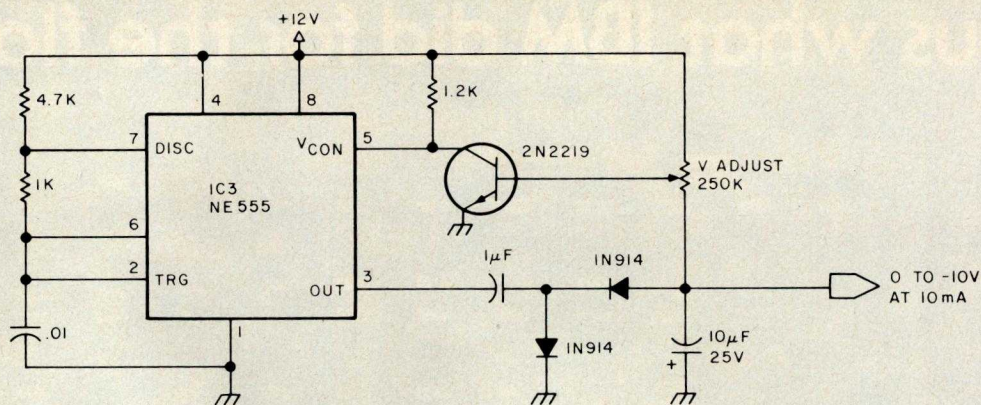 +12V
4.7K
4
8
1.2K
7
DISC
VCON
5
2N2219
V ADJUST
250K
1K
IC3
NE555
6
2
TRG
OUT
3
1µF
1N914
0 TO -10V
AT 10mA
.01
1
1N914
10µF
25V
+